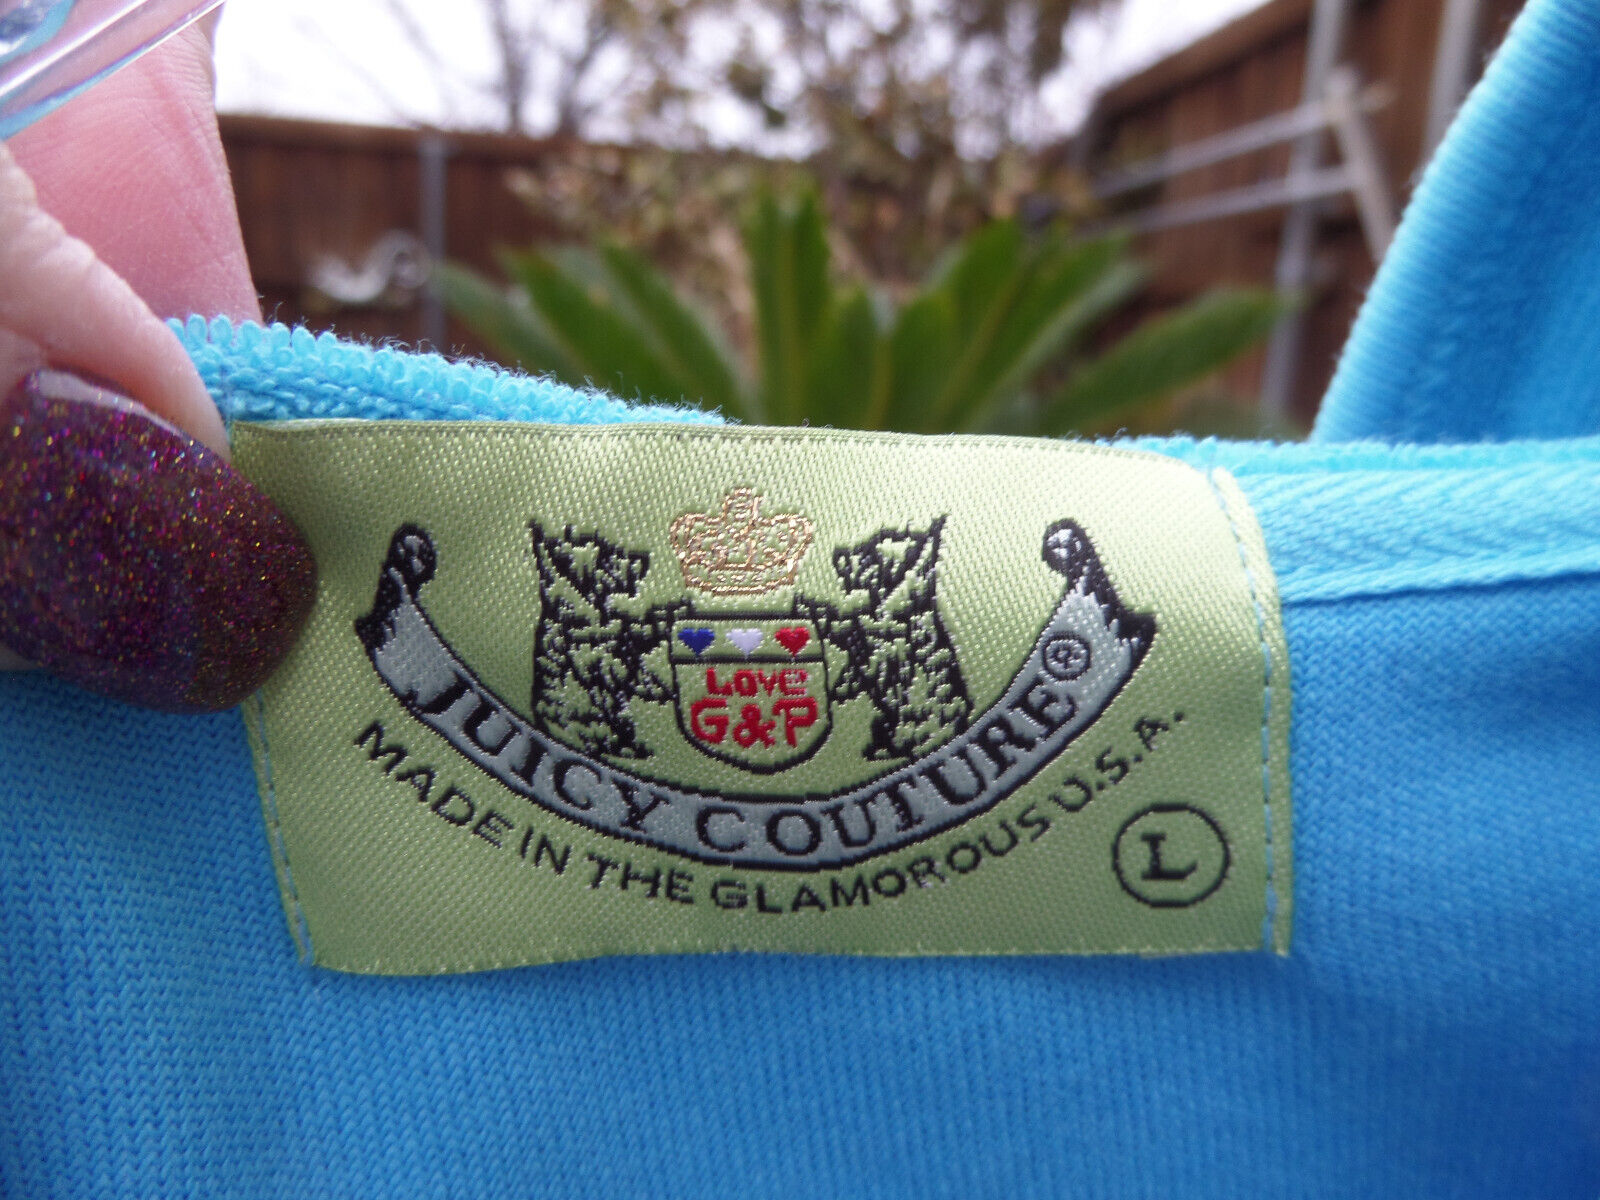 LOVE
G&P
JUICY COUTURE®
MADE IN THE GLAMOROUS U.S.A.
L